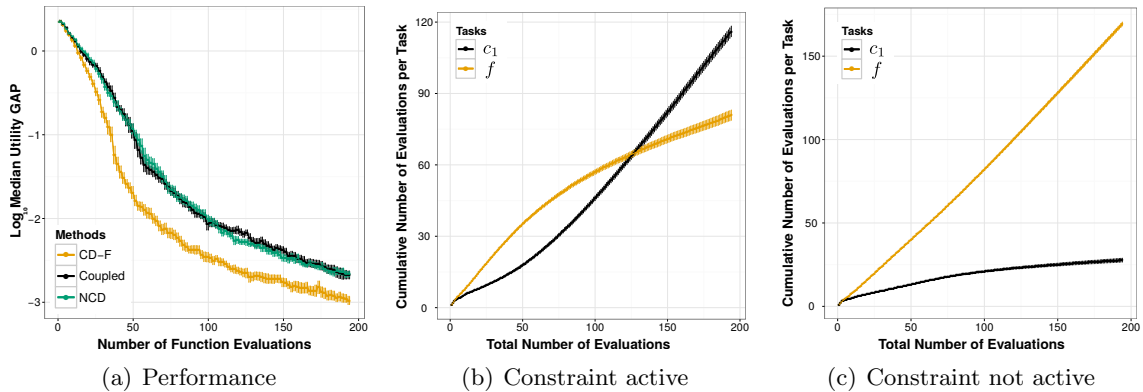 Log₁₀ Median Utility GAP
0
−1
−2
−3
Methods
CD−F
Coupled
NCD
0
50
100
150
200
Number of Function Evaluations
(a) Performance
Cumulative Number of Evaluations per Task
120
90
60
30
0
Tasks
c₁
f
0
50
100
150
200
Total Number of Evaluations
(b) Constraint active
Cumulative Number of Evaluations per Task
150
100
50
0
Tasks
c₁
f
0
50
100
150
200
Total Number of Evaluations
(c) Constraint not active